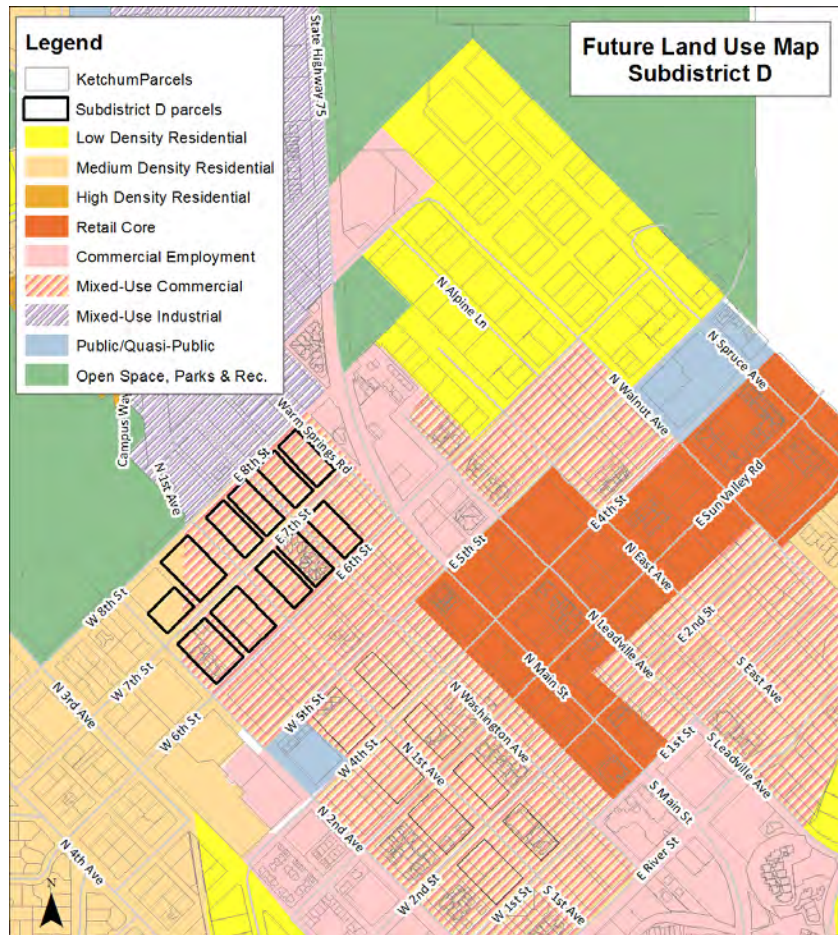 Future Land Use Map
Subdistrict D
Legend
KetchumParcels
Subdistrict D parcels
Low Density Residential
Medium Density Residential
High Density Residential
Retail Core
Commercial Employment
Mixed-Use Commercial
Mixed-Use Industrial
Public/Quasi-Public
Open Space, Parks & Rec.
State Highway 75
N Alpine Ln
N Spruce Ave
N Walnut Ave
Campus Way
Warm Springs Rd
N 1st Ave
E 8th St
E Sun Valley Rd
E 7th St
E 4th St
E 6th St
E 5th St
N East Ave
W 8th St
E 2nd St
N Leadville Ave
S East Ave
W 7th St
N Main St
N 3rd Ave
N Washington Ave
W 6th St
W 5th St
E 1st St
S Leadville Ave
W 4th St
N 1st Ave
S Main St
N 2nd Ave
E River St
N 4th Ave
W 2nd St
W 1st St
S 1st Ave
N